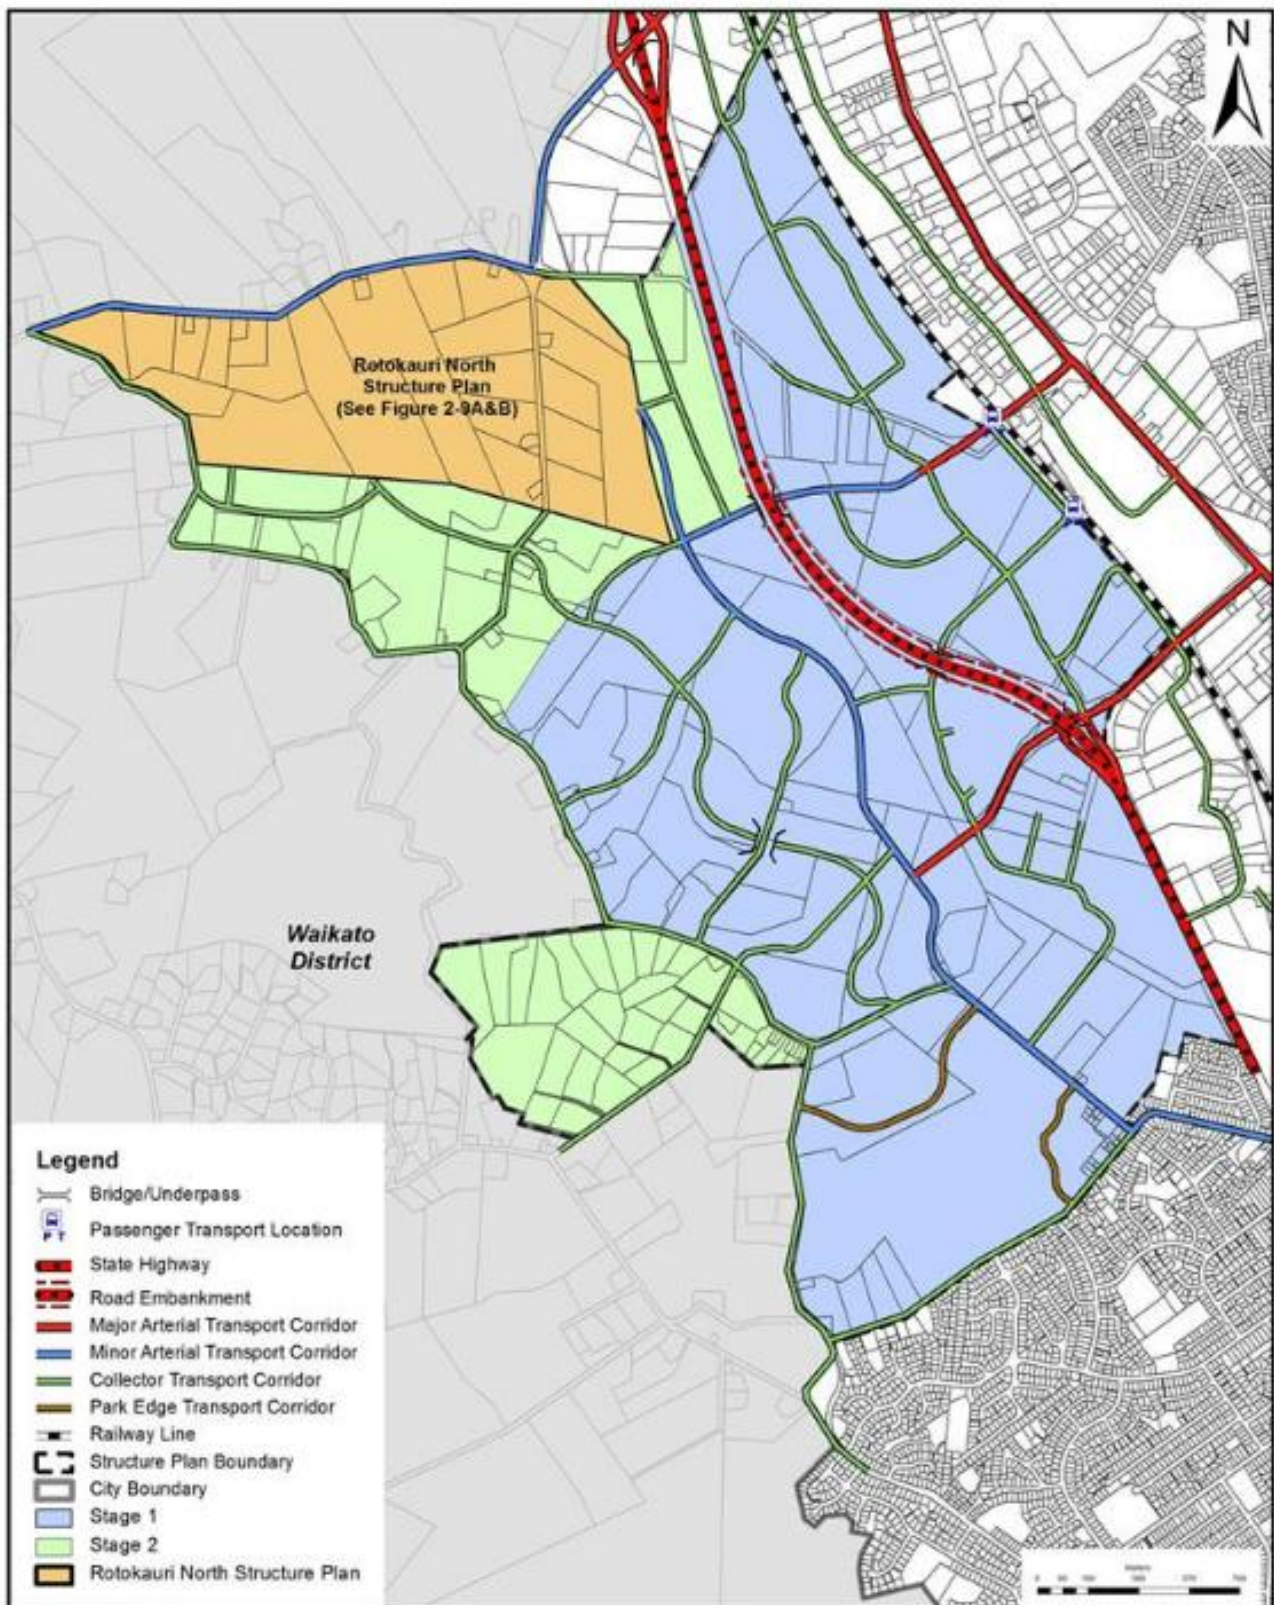 N
Rotokauri North
Structure Plan
(See Figure 2-9A&B)
Waikato
District
Legend
Bridge/Underpass
P T
Passenger Transport Location
State Highway
Road Embankment
Major Arterial Transport Corridor
Minor Arterial Transport Corridor
Collector Transport Corridor
Park Edge Transport Corridor
Railway Line
Structure Plan Boundary
City Boundary
Stage 1
Stage 2
Rotokauri North Structure Plan